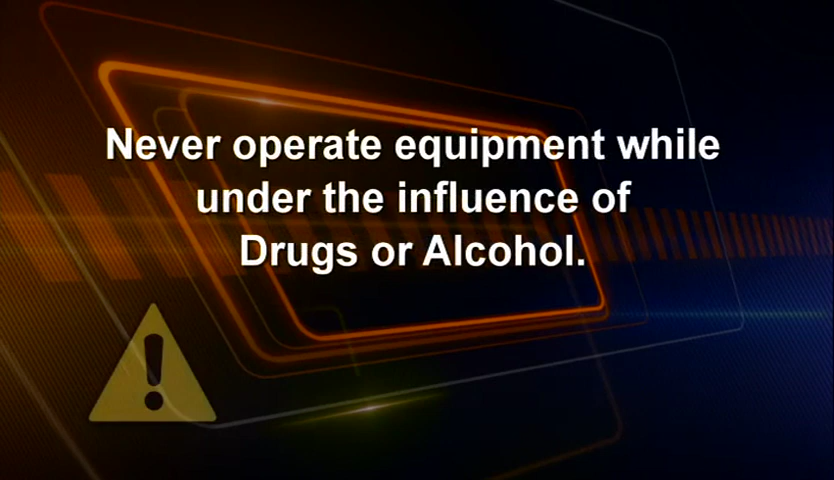 Never operate equipment while
under the influence of
Drugs or Alcohol.